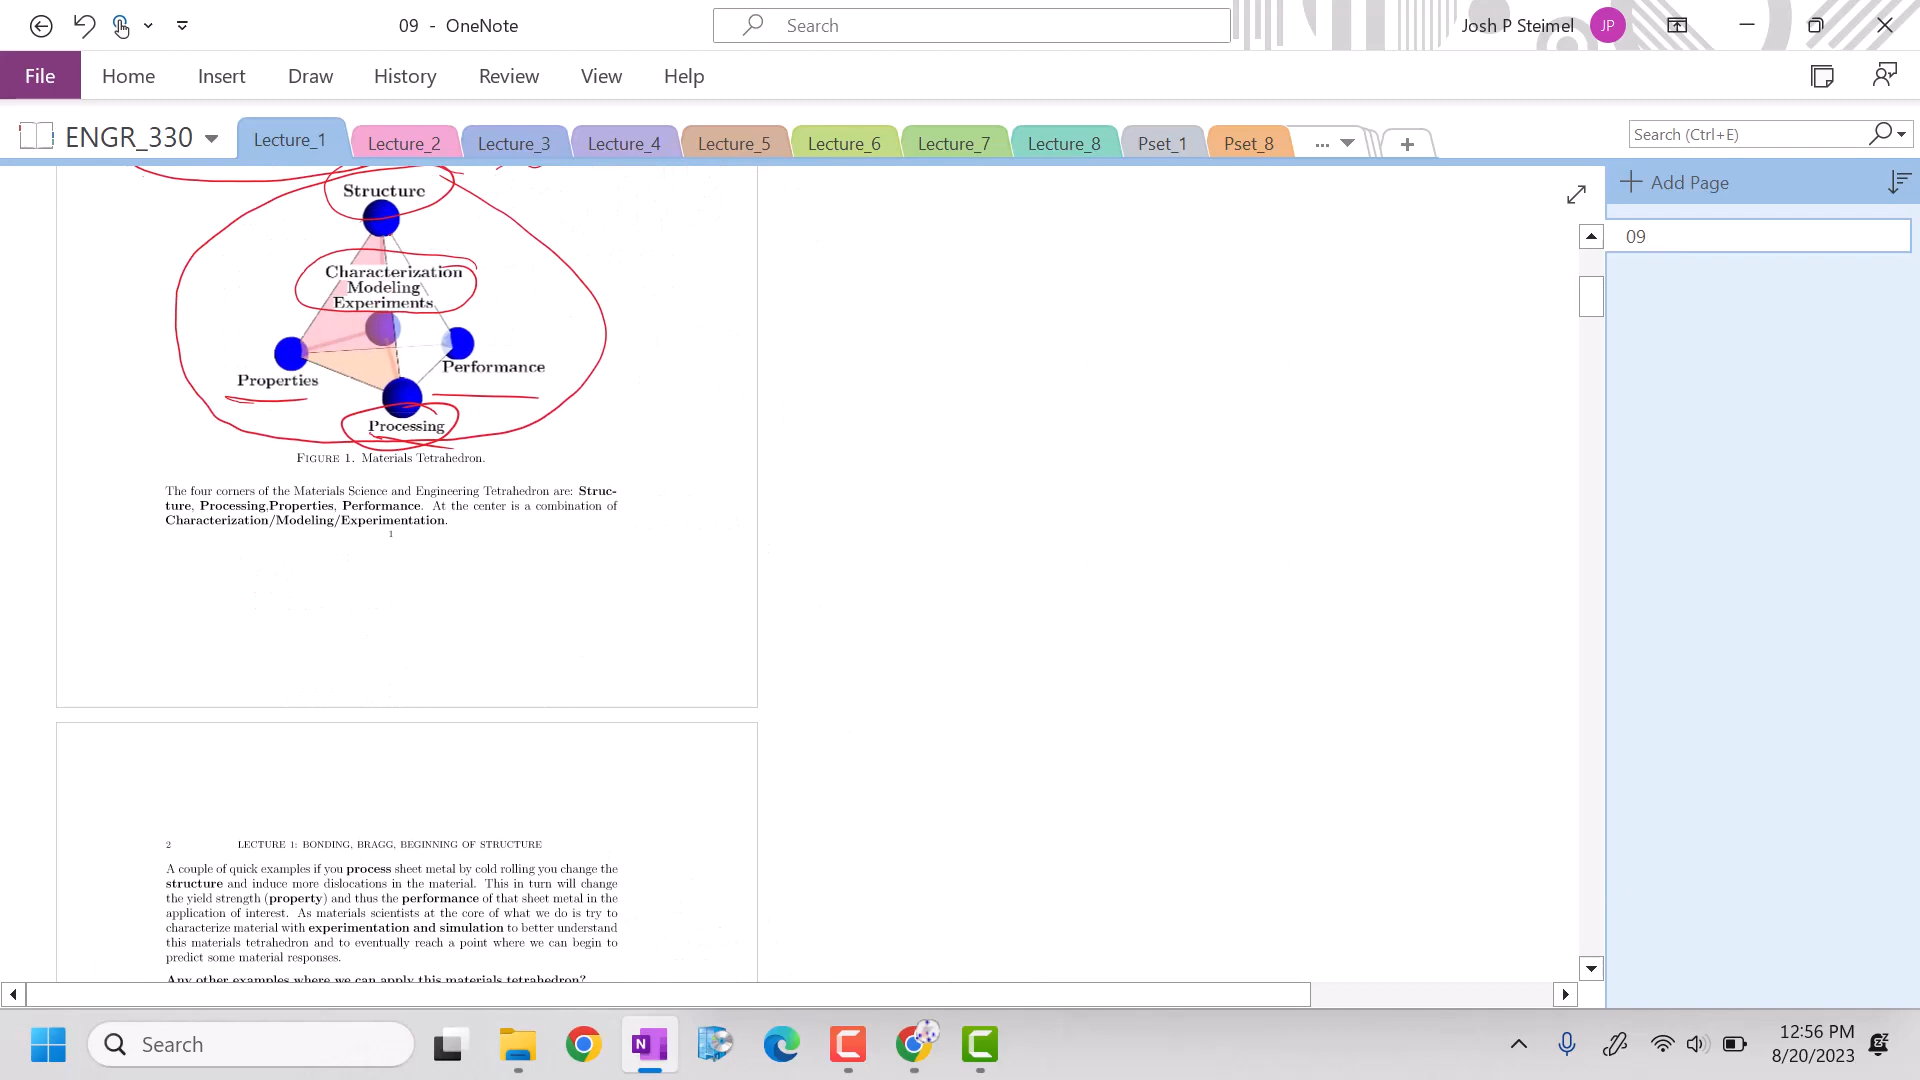 09 - OneNote
Search
Josh P Steimel
JP
File
Home
Insert
Draw
History
Review
View
Help
ENGR_330
Lecture_1
Lecture_2
Lecture_3
Lecture_4
Lecture_5
Lecture_6
Lecture_7
Lecture_8
Pset_1
Pset_8
...
Search (Ctrl+E)
Add Page
09
Structure
Characterization
Modeling
Experiments
Properties
Performance
Processing
FIGURE 1. Materials Tetrahedron.
The four corners of the Materials Science and Engineering Tetrahedron are: Struc-
ture, Processing,Properties, Performance. At the center is a combination of
Characterization/Modeling/Experimentation.
1
2 LECTURE 1: BONDING, BRAGG, BEGINNING OF STRUCTURE
A couple of quick examples if you process sheet metal by cold rolling you change the
structure and induce more dislocations in the material. This in turn will change
the yield strength (property) and thus the performance of that sheet metal in the
application of interest. As materials scientists at the core of what we do is try to
characterize material with experimentation and simulation to better understand
this materials tetrahedron and to eventually reach a point where we can begin to
predict some material responses.
Any other examples where we can apply this materials tetrahedron?
Search
12:56 PM
8/20/2023